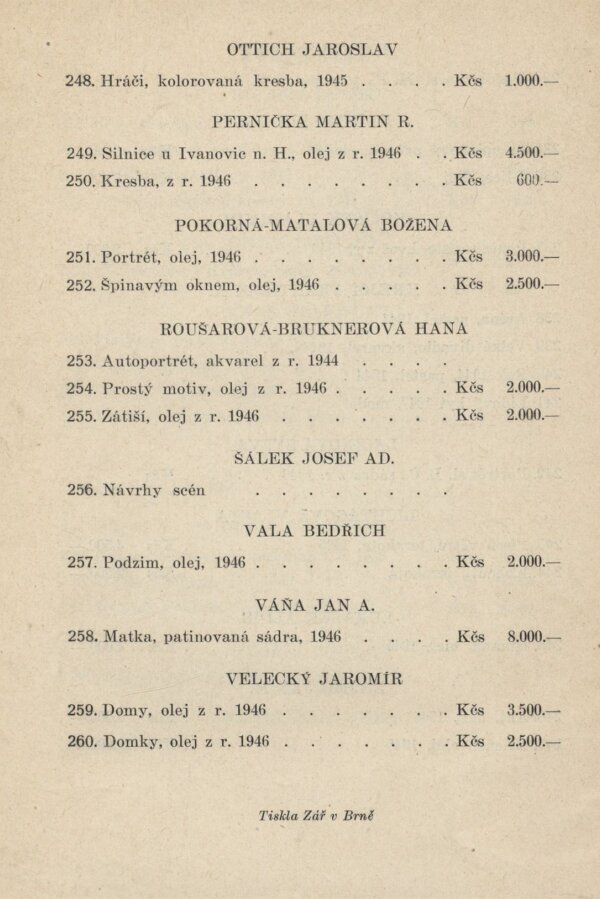 OTTICH JAROSLAV
248. Hráči, kolorovaná kresba, 1945 . . . . Kčs 1.000.—
PERNIČKA MARTIN R.
249. Silnice u Ivanovic n. H., olej z r. 1946 . . Kčs 4.500.—
250. Kresba, z r. 1946 . . . . . . . . Kčs 600.—
POKORNÁ-MATALOVÁ BOŽENA
251. Portrét, olej, 1946 . . . . . . . . Kčs 3.000.—
252. Špinavým oknem, olej, 1946 . . . . . Kčs 2.500.—
ROUŠAROVÁ-BRUKNEROVÁ HANA
253. Autoportrét, akvarel z r. 1944 . . . .
254. Prostý motiv, olej z r. 1946 . . . . . Kčs 2.000.—
255. Zátiší, olej z r. 1946 . . . . . . . Kčs 2.000.—
ŠÁLEK JOSEF AD.
256. Návrhy scén . . . . . . . .
VALA BEDŘICH
257. Podzim, olej, 1946 . . . . . . . . Kčs 2.000.—
VÁŇA JAN A.
258. Matka, patinovaná sádra, 1946 . . . . Kčs 8.000.—
VELECKÝ JAROMÍR
259. Domy, olej z r. 1946 . . . . . . . Kčs 3.500.—
260. Domky, olej z r. 1946 . . . . . . . Kčs 2.500.—
Tiskla Zář v Brně